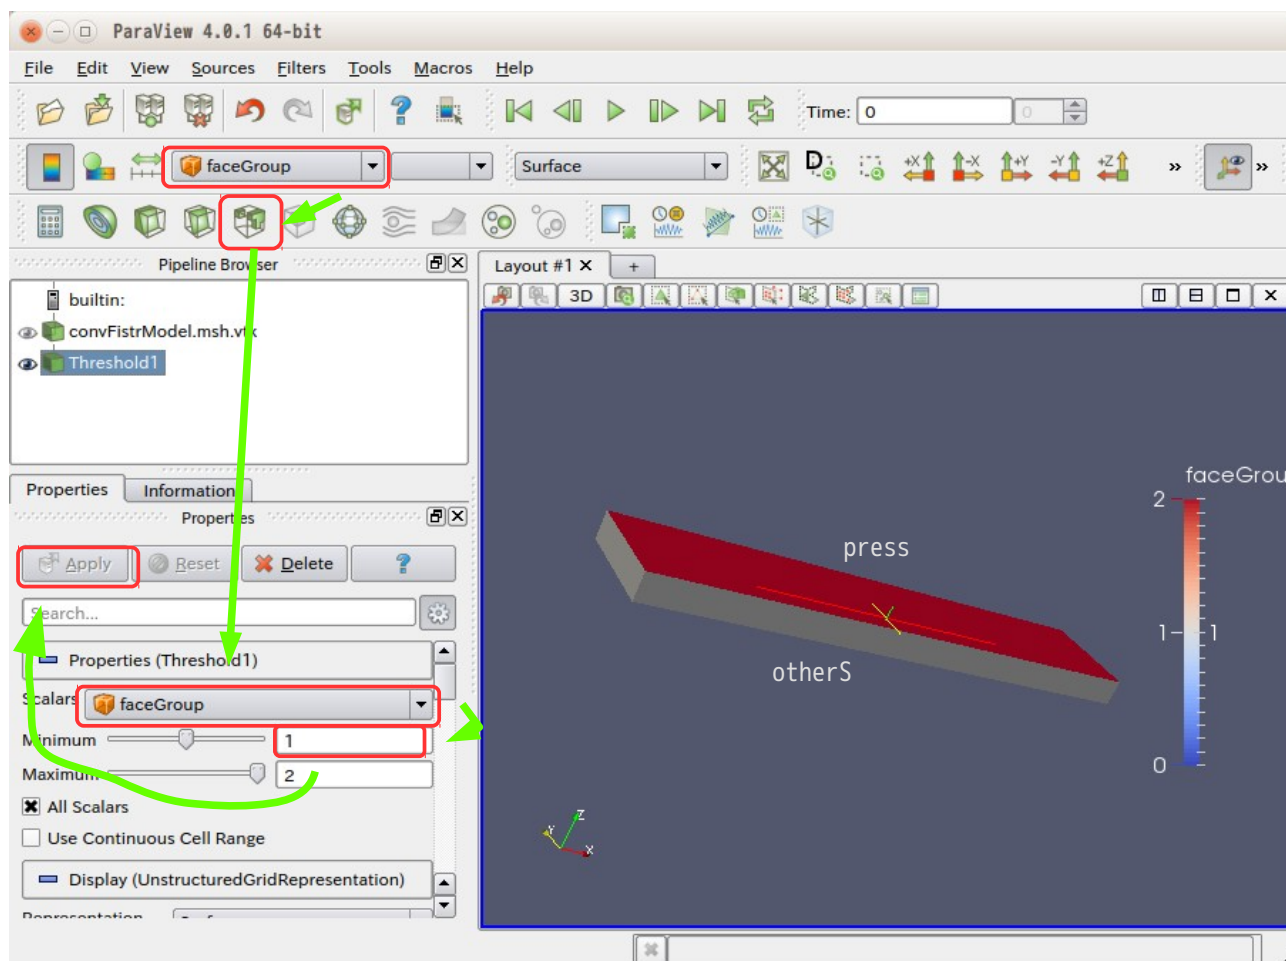 ParaView 4.0.1 64-bit
File Edit View Sources Filters Tools Macros Help
Time: 0 0
faceGroup Surface +X -X +Y -Y +Z » »
Pipeline Browser
Layout #1 +
3D
builtin:
convFistrModel.msh.vtk
Threshold1
Properties Information
Properties
Apply Reset Delete ?
Search...
Properties (Threshold1)
Scalars faceGroup
Minimum 1
Maximum 2
All Scalars
Use Continuous Cell Range
Display (UnstructuredGridRepresentation)
Representation
press
otherS
faceGrou
2
1 1
0
Z
Y
X